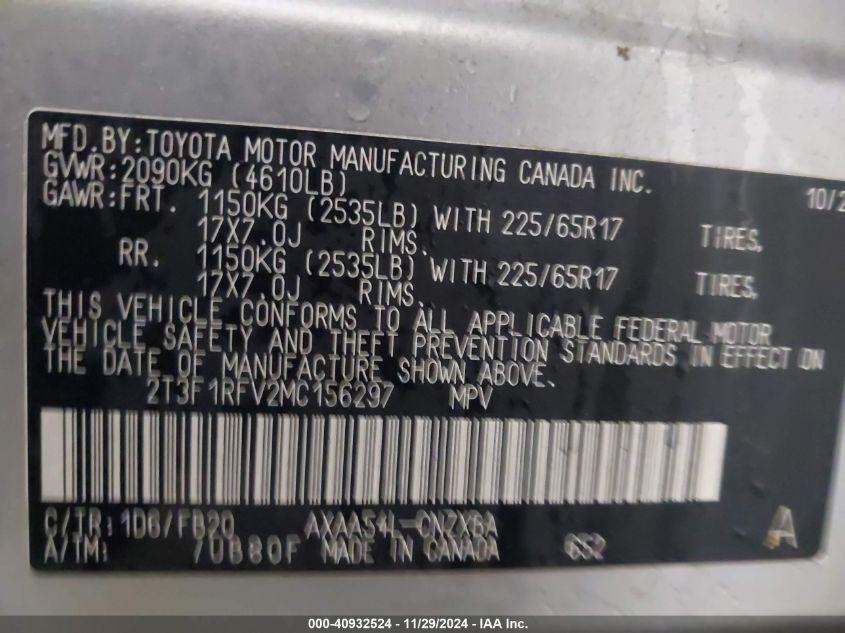 MFD.BY:TOYOTA MOTOR MANUFACTURING CANADA INC. 10/2
GVWR:2090KG (4610LB)
GAWR:FRT. 1150KG (2535LB) WITH 225/65R17 TIRES,
17X7.0J RIMS.
RR. 1150KG (2535LB) WITH 225/65R17 TIRES,
17X7.0J RIMS.
THIS VEHICLE CONFORMS TO ALL APPLICABLE FEDERAL MOTOR
VEHICLE SAFETY AND THEFT PREVENTION STANDARDS IN EFFECT ON
THE DATE OF MANUFACTURE SHOWN ABOVE.
2T3F1RFV2MC156297 MPV
C/TR:1D6/FB20 AXAA54L-CNZXBA A
A/TM: /UB80F MADE IN CANADA 652
000-40932524 - 11/29/2024 - IAA Inc.